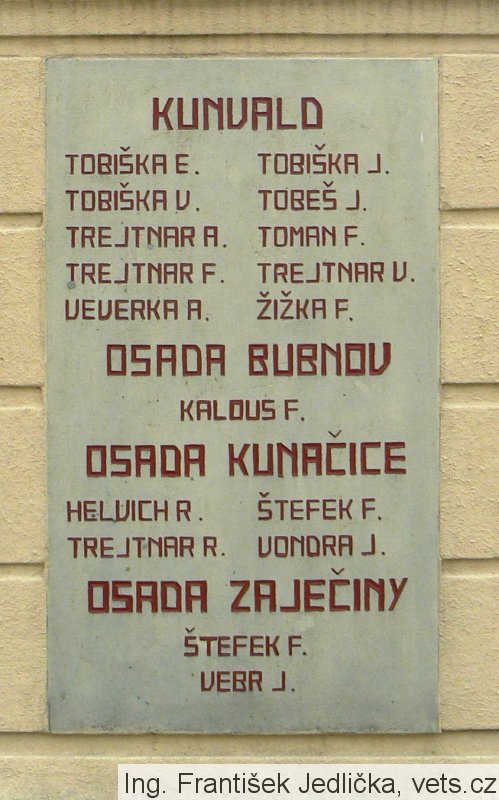 KUNVALD
TOBIŠKA E. TOBIŠKA J.
TOBIŠKA V. TOBEŠ J.
TREJTNAR A. TOMAN F.
TREJTNAR F. TREJTNAR V.
VEVERKA A. ŽIŽKA F.
OSADA BUBNOV
KALOUS F.
OSADA KUNAČICE
HELVICH R. ŠTEFEK F.
TREJTNAR R. VONDRA J.
OSADA ZAJEČINY
ŠTEFEK F.
VEBR J.
Ing. František Jedlička, vets.cz